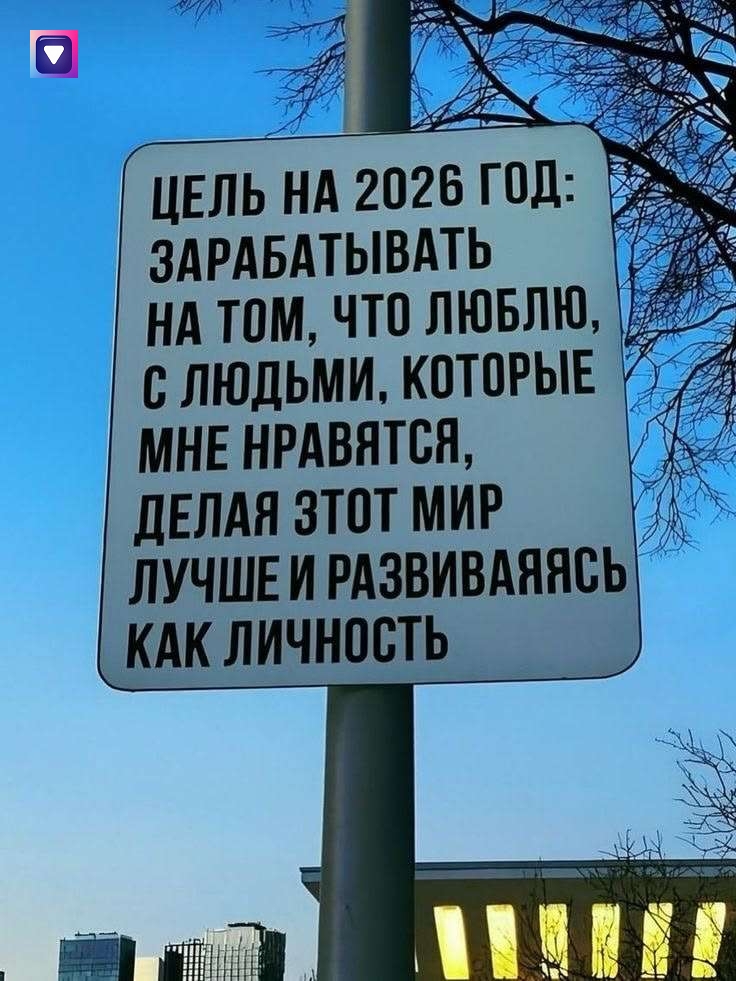 ЦЕЛЬ НА 2026 ГОД:
ЗАРАБАТЫВАТЬ
НА ТОМ, ЧТО ЛЮБЛЮ,
С ЛЮДЬМИ, КОТОРЫЕ
МНЕ НРАВЯТСЯ,
ДЕЛАЯ ЭТОТ МИР
ЛУЧШЕ И РАЗВИВАЯЯСЬ
КАК ЛИЧНОСТЬ